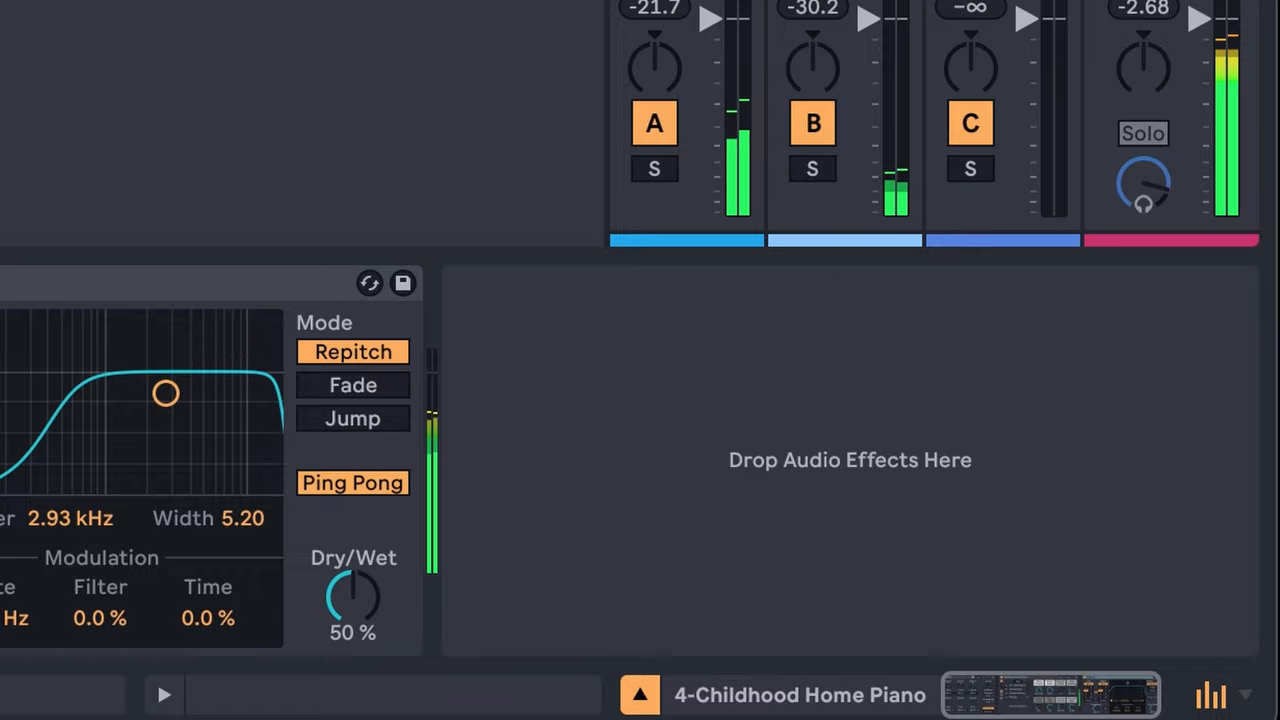 -21.7 -30.2 -∞ -2.68
A B C
Solo
S S S
Mode
Repitch
Fade
Jump
Ping Pong
Drop Audio Effects Here
er 2.93 kHz Width 5.20
Modulation
Dry/Wet
te Filter Time
Hz 0.0 % 0.0 %
50 %
4-Childhood Home Piano